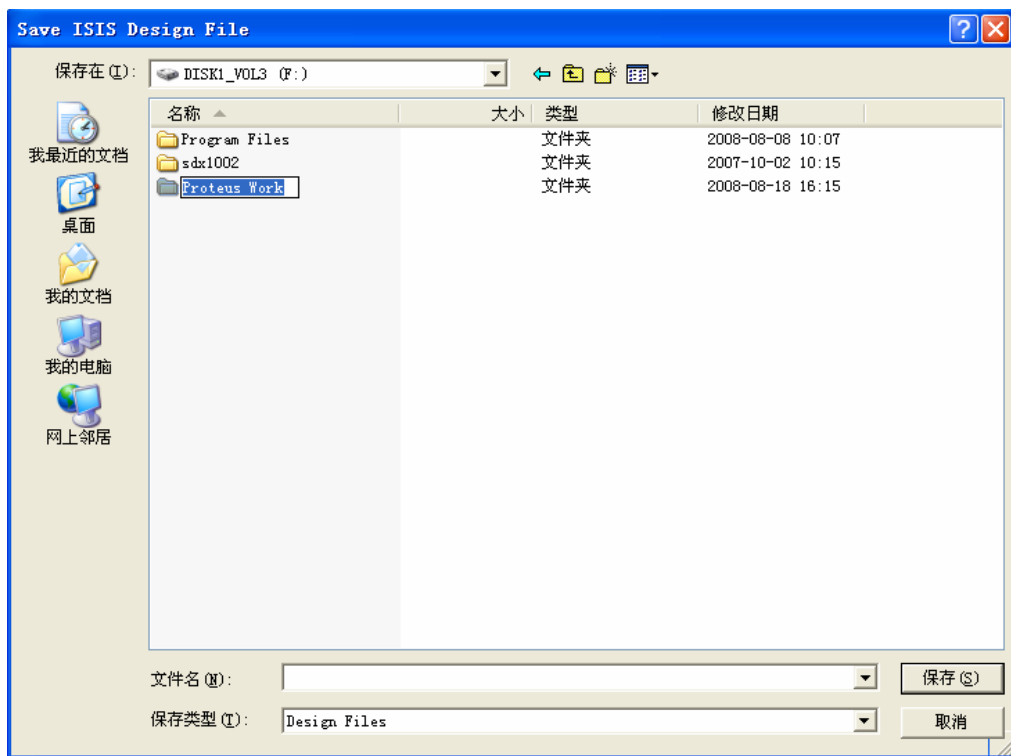 Save ISIS Design File
保存在(I):
DISK1_VOL3 (F:)
名称 大小 类型 修改日期
Program Files 文件夹 2008-08-08 10:07
sdx1002 文件夹 2007-10-02 10:15
Proteus Work 文件夹 2008-08-18 16:15
我最近的文档
桌面
我的文档
我的电脑
网上邻居
文件名(N):
保存(S)
保存类型(T):
Design Files
取消